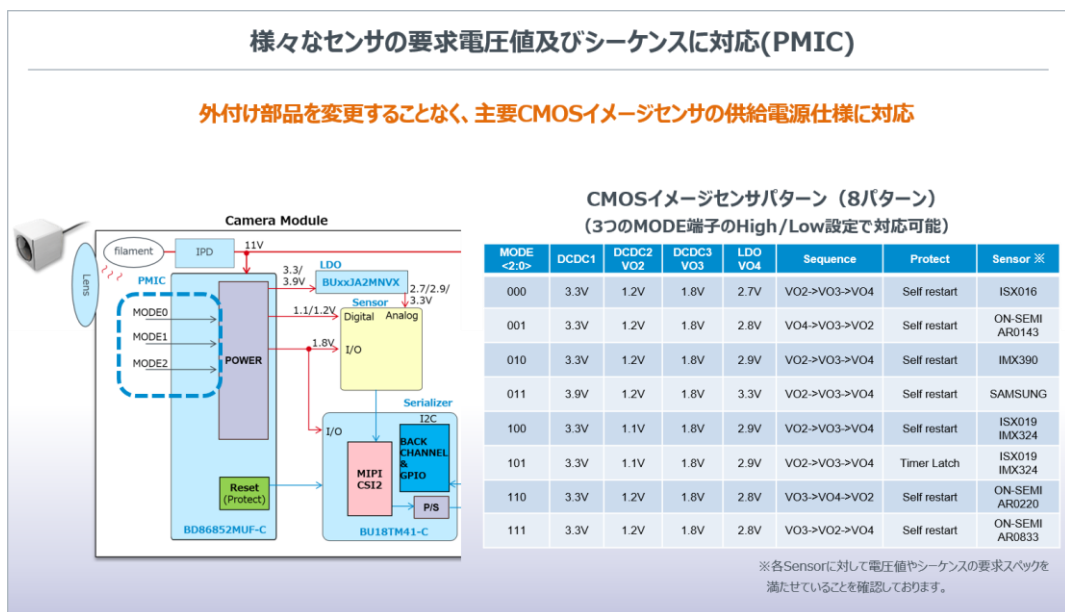 様々なセンサの要求電圧値及びシーケンスに対応(PMIC)
外付け部品を変更することなく、主要CMOSイメージセンサの供給電源仕様に対応
Camera Module
filament
IPD
11V
Lens
PMIC
MODE0
MODE1
MODE2
POWER
Reset
(Protect)
BD86852MUF-C
3.3/
3.9V
LDO
BUxxJA2MNVX
2.7/2.9/
3.3V
Sensor
1.1/1.2V
Digital Analog
1.8V
I/O
Serializer
I2C
I/O
BACK
CHANNEL
&
GPIO
MIPI
CSI2
P/S
BU18TM41-C
CMOSイメージセンサパターン（8パターン）
（3つのMODE端子のHigh/Low設定で対応可能）
MODE <2:0> DCDC1 DCDC2 VO2 DCDC3 VO3 LDO VO4 Sequence Protect Sensor ※
000 3.3V 1.2V 1.8V 2.7V VO2->VO3->VO4 Self restart ISX016
001 3.3V 1.2V 1.8V 2.8V VO4->VO3->VO2 Self restart ON-SEMI AR0143
010 3.3V 1.2V 1.8V 2.9V VO2->VO3->VO4 Self restart IMX390
011 3.9V 1.2V 1.8V 3.3V VO2->VO3->VO4 Self restart SAMSUNG
100 3.3V 1.1V 1.8V 2.9V VO2->VO3->VO4 Self restart ISX019 IMX324
101 3.3V 1.1V 1.8V 2.9V VO2->VO3->VO4 Timer Latch ISX019 IMX324
110 3.3V 1.2V 1.8V 2.8V VO3->VO4->VO2 Self restart ON-SEMI AR0220
111 3.3V 1.2V 1.8V 2.8V VO3->VO2->VO4 Self restart ON-SEMI AR0833
※各Sensorに対して電圧値やシーケンスの要求スペックを
満たせていることを確認しております。